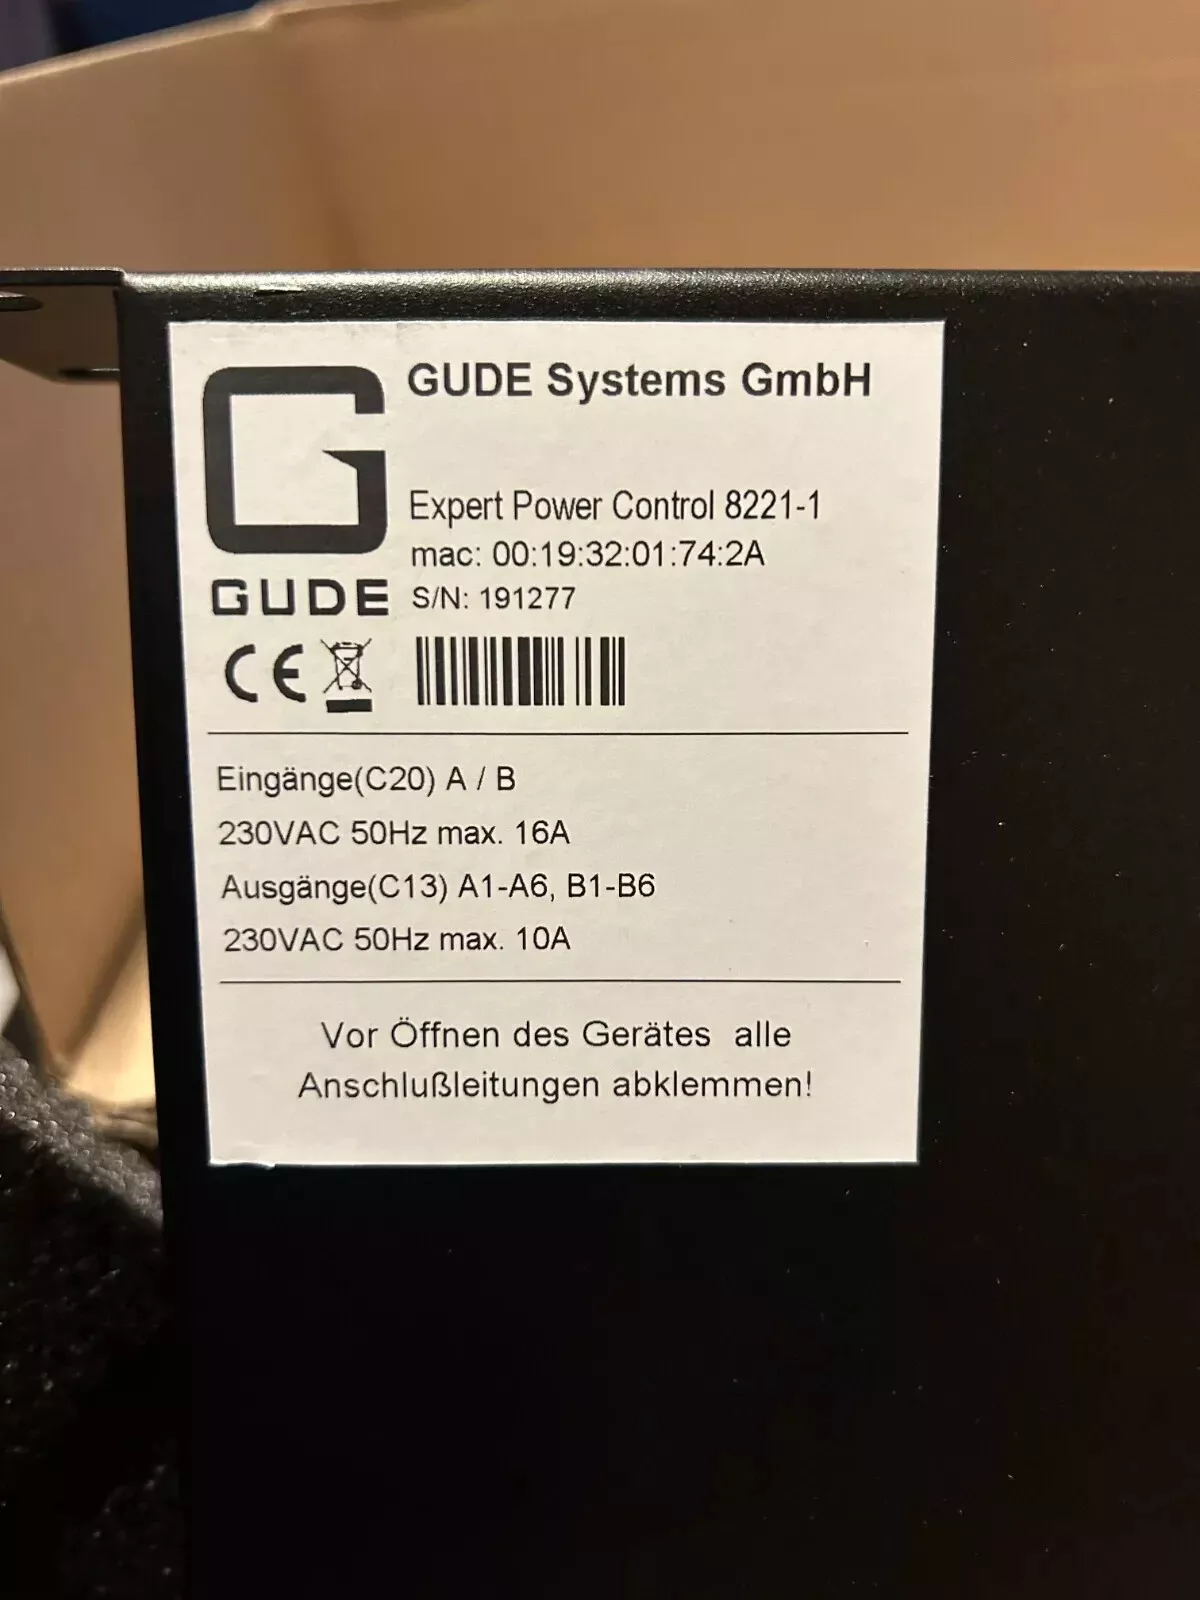 GUDE Systems GmbH
Expert Power Control 8221-1
mac: 00:19:32:01:74:2A
GUDE
S/N: 191277
CE
Eingänge(C20) A / B
230VAC 50Hz max. 16A
Ausgänge(C13) A1-A6, B1-B6
230VAC 50Hz max. 10A
Vor Öffnen des Gerätes alle
Anschlußleitungen abklemmen!